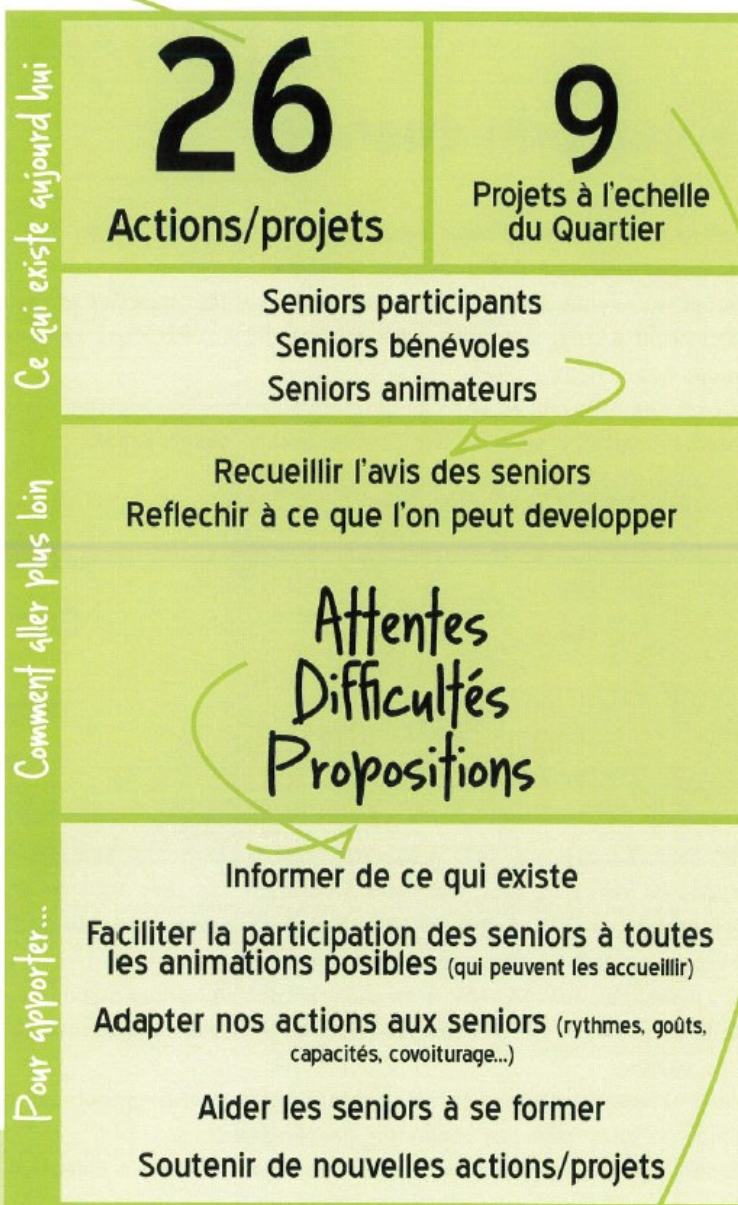 Ce qui existe aujourd hui
26
Actions/projets
9
Projets à l'echelle
du Quartier
Seniors participants
Seniors bénévoles
Seniors animateurs
Comment aller plus loin
Recueillir l'avis des seniors
Reflechir à ce que l'on peut developper
Attentes
Difficultés
Propositions
Pour apporter...
Informer de ce qui existe
Faciliter la participation des seniors à toutes
les animations posibles (qui peuvent les accueillir)
Adapter nos actions aux seniors (rythmes, goûts,
capacités, covoiturage...)
Aider les seniors à se former
Soutenir de nouvelles actions/projets